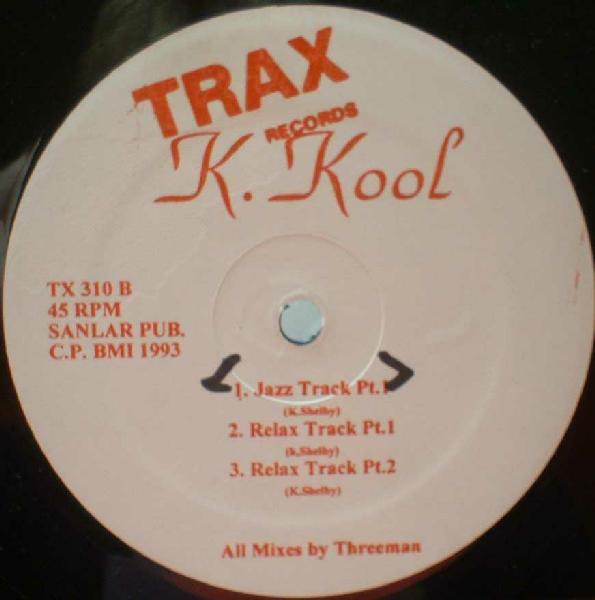 TRAX
RECORDS
K. Kool
TX 310 B
45 RPM
SANLAR PUB.
C.P. BMI 1993
1. Jazz Track Pt.1
(K.Shelby)
2. Relax Track Pt.1
(k,Shelby)
3. Relax Track Pt.2
(K.Shelby)
All Mixes by Threeman